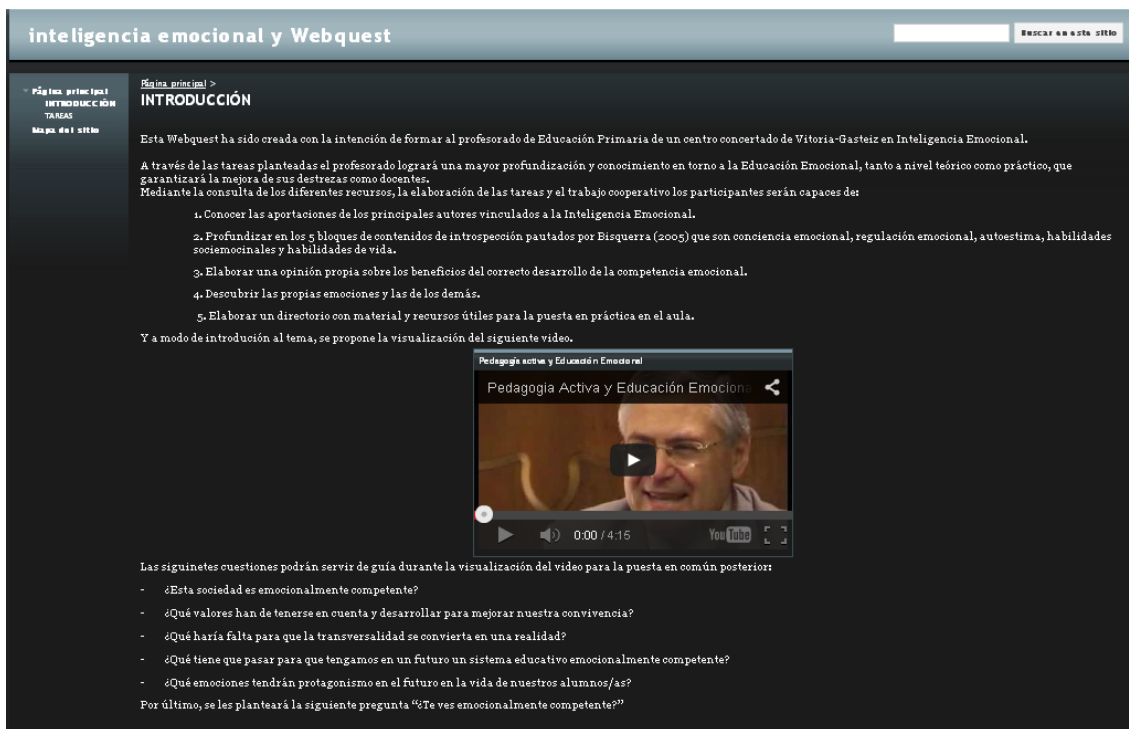 inteligencia emocional y Webquest
Buscar en este sitio
Página principal
INTRODUCCIÓN
TAREAS
Mapa del sitio
Página principal >
INTRODUCCIÓN
Esta Webquest ha sido creada con la intención de formar al profesorado de Educación Primaria de un centro concertado de Vitoria-Gasteiz en Inteligencia Emocional.
A través de las tareas planteadas el profesorado logrará una mayor profundización y conocimiento en torno a la Educación Emocional, tanto a nivel teórico como práctico, que
garantizará la mejora de sus destrezas como docentes.
Mediante la consulta de los diferentes recursos, la elaboración de las tareas y el trabajo cooperativo los participantes serán capaces de:
1. Conocer las aportaciones de los principales autores vinculados a la Inteligencia Emocional.
2. Profundizar en los 5 bloques de contenidos de introspección pautados por Bisquerra (2005) que son conciencia emocional, regulación emocional, autoestima, habilidades
sociemocinales y habilidades de vida.
3. Elaborar una opinión propia sobre los beneficios del correcto desarrollo de la competencia emocional.
4. Descubrir las propias emociones y las de los demás.
5. Elaborar un directorio con material y recursos útiles para la puesta en práctica en el aula.
Y a modo de introdución al tema, se propone la visualización del siguiente video.
Pedagogía activa y Educación Emocional
Pedagogia Activa y Educación Emociona
0:00 / 4:15
YouTube
Las siguinetes cuestiones podrán servir de guía durante la visualización del video para la puesta en común posterior:
- ¿Esta sociedad es emocionalmente competente?
- ¿Qué valores han de tenerse en cuenta y desarrollar para mejorar nuestra convivencia?
- ¿Qué haría falta para que la transversalidad se convierta en una realidad?
- ¿Qué tiene que pasar para que tengamos en un futuro un sistema educativo emocionalmente competente?
- ¿Qué emociones tendrán protagonismo en el futuro en la vida de nuestros alumnos/as?
Por último, se les planteará la siguiente pregunta “¿Te ves emocionalmente competente?”